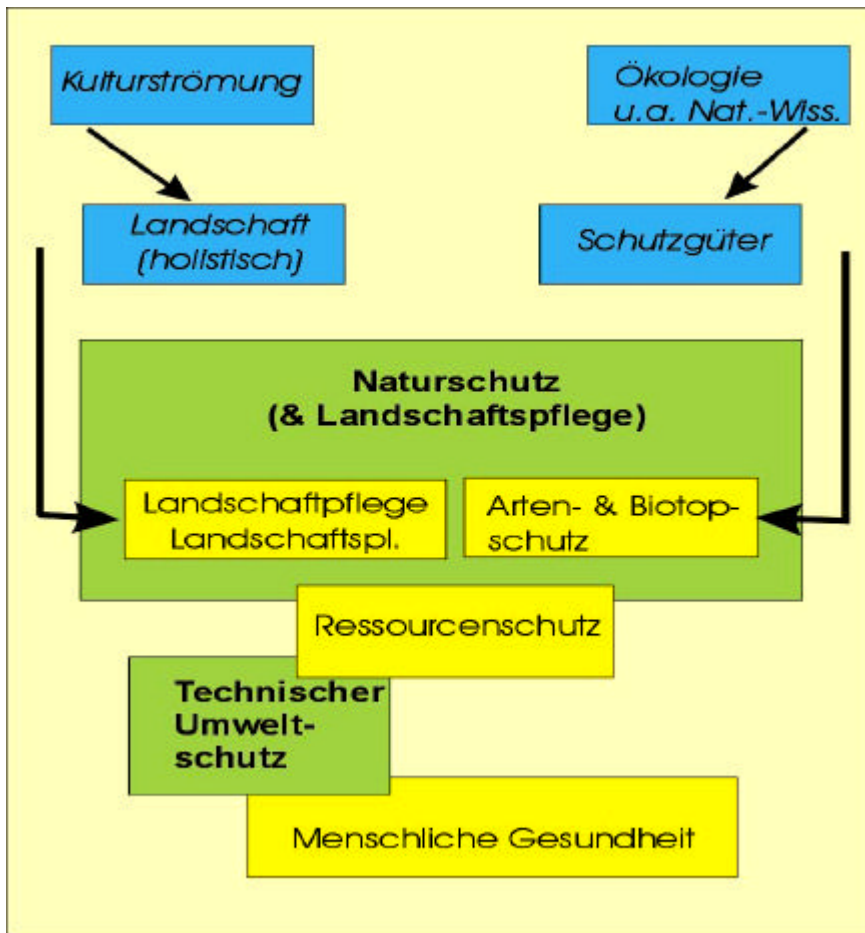 Kulturströmung
Ökologie
u.a. Nat.-Wiss.
Landschaft
(holistisch)
Schutzgüter
Naturschutz
(& Landschaftspflege)
Landschaftpflege
Landschaftspl.
Arten- & Biotop-
schutz
Ressourcenschutz
Technischer
Umwelt-
schutz
Menschliche Gesundheit